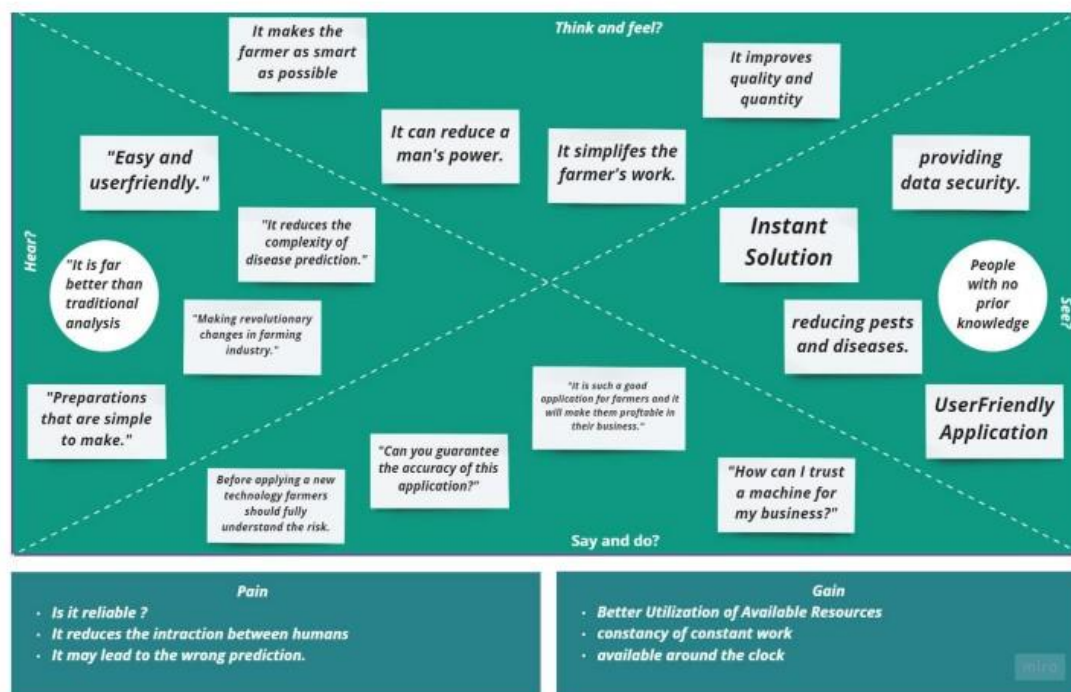 Think and feel?
It makes the
farmer as smart
as possible
It can reduce a
man's power.
It simplifes the
farmer's work.
It improves
quality and
quantity
Hear?
"Easy and
userfriendly."
"It reduces the
complexity of
disease prediction."
"It is far
better than
traditional
analysis
"Making revolutionary
changes in farming
industry."
"Preparations
that are simple
to make."
See?
providing
data security.
Instant
Solution
People
with no
prior
knowledge
reducing pests
and diseases.
UserFriendly
Application
"It is such a good
application for farmers and it
will make them proftable in
their business."
"Can you guarantee
the accuracy of this
application?"
Before applying a new
technology farmers
should fully
understand the risk.
"How can I trust
a machine for
my business?"
Say and do?
Pain
· Is it reliable ?
· It reduces the intraction between humans
· It may lead to the wrong prediction.
Gain
· Better Utilization of Available Resources
· constancy of constant work
· available around the clock
miro